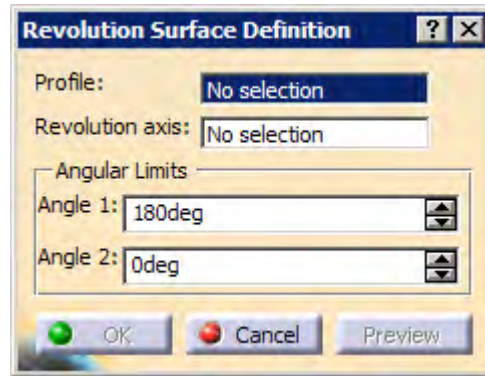 Revolution Surface Definition ? X
Profile: No selection
Revolution axis: No selection
Angular Limits
Angle 1: 180deg
Angle 2: 0deg
OK Cancel Preview